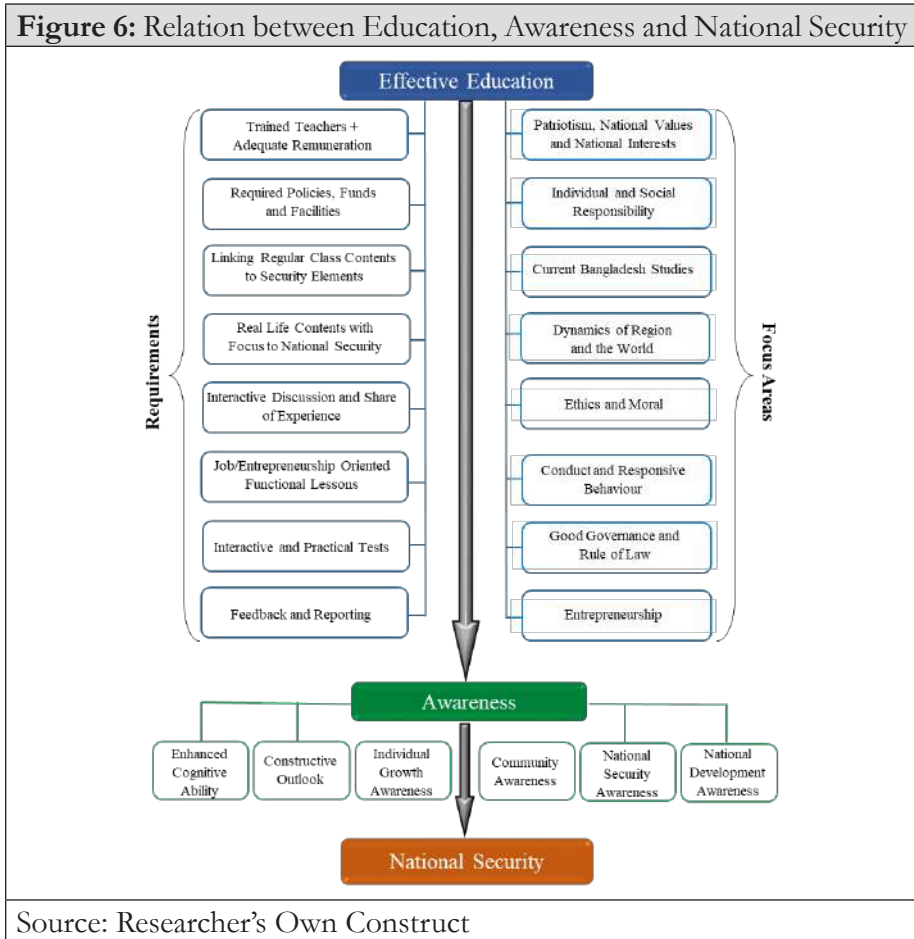 Figure 6: Relation between Education, Awareness and National Security
Effective Education
Requirements
Trained Teachers +
Adequate Remuneration
Required Policies, Funds
and Facilities
Linking Regular Class Contents
to Security Elements
Real Life Contents with
Focus to National Security
Interactive Discussion and Share
of Experience
Job/Entrepreneurship Oriented
Functional Lessons
Interactive and Practical Tests
Feedback and Reporting
Patriotism, National Values
and National Interests
Individual and Social
Responsibility
Current Bangladesh Studies
Dynamics of Region
and the World
Ethics and Moral
Conduct and Responsive
Behaviour
Good Governance and
Rule of Law
Entrepreneurship
Focus Areas
Awareness
Enhanced
Cognitive
Ability
Constructive
Outlook
Individual
Growth
Awareness
Community
Awareness
National
Security
Awareness
National
Development
Awareness
National Security
Source: Researcher's Own Construct